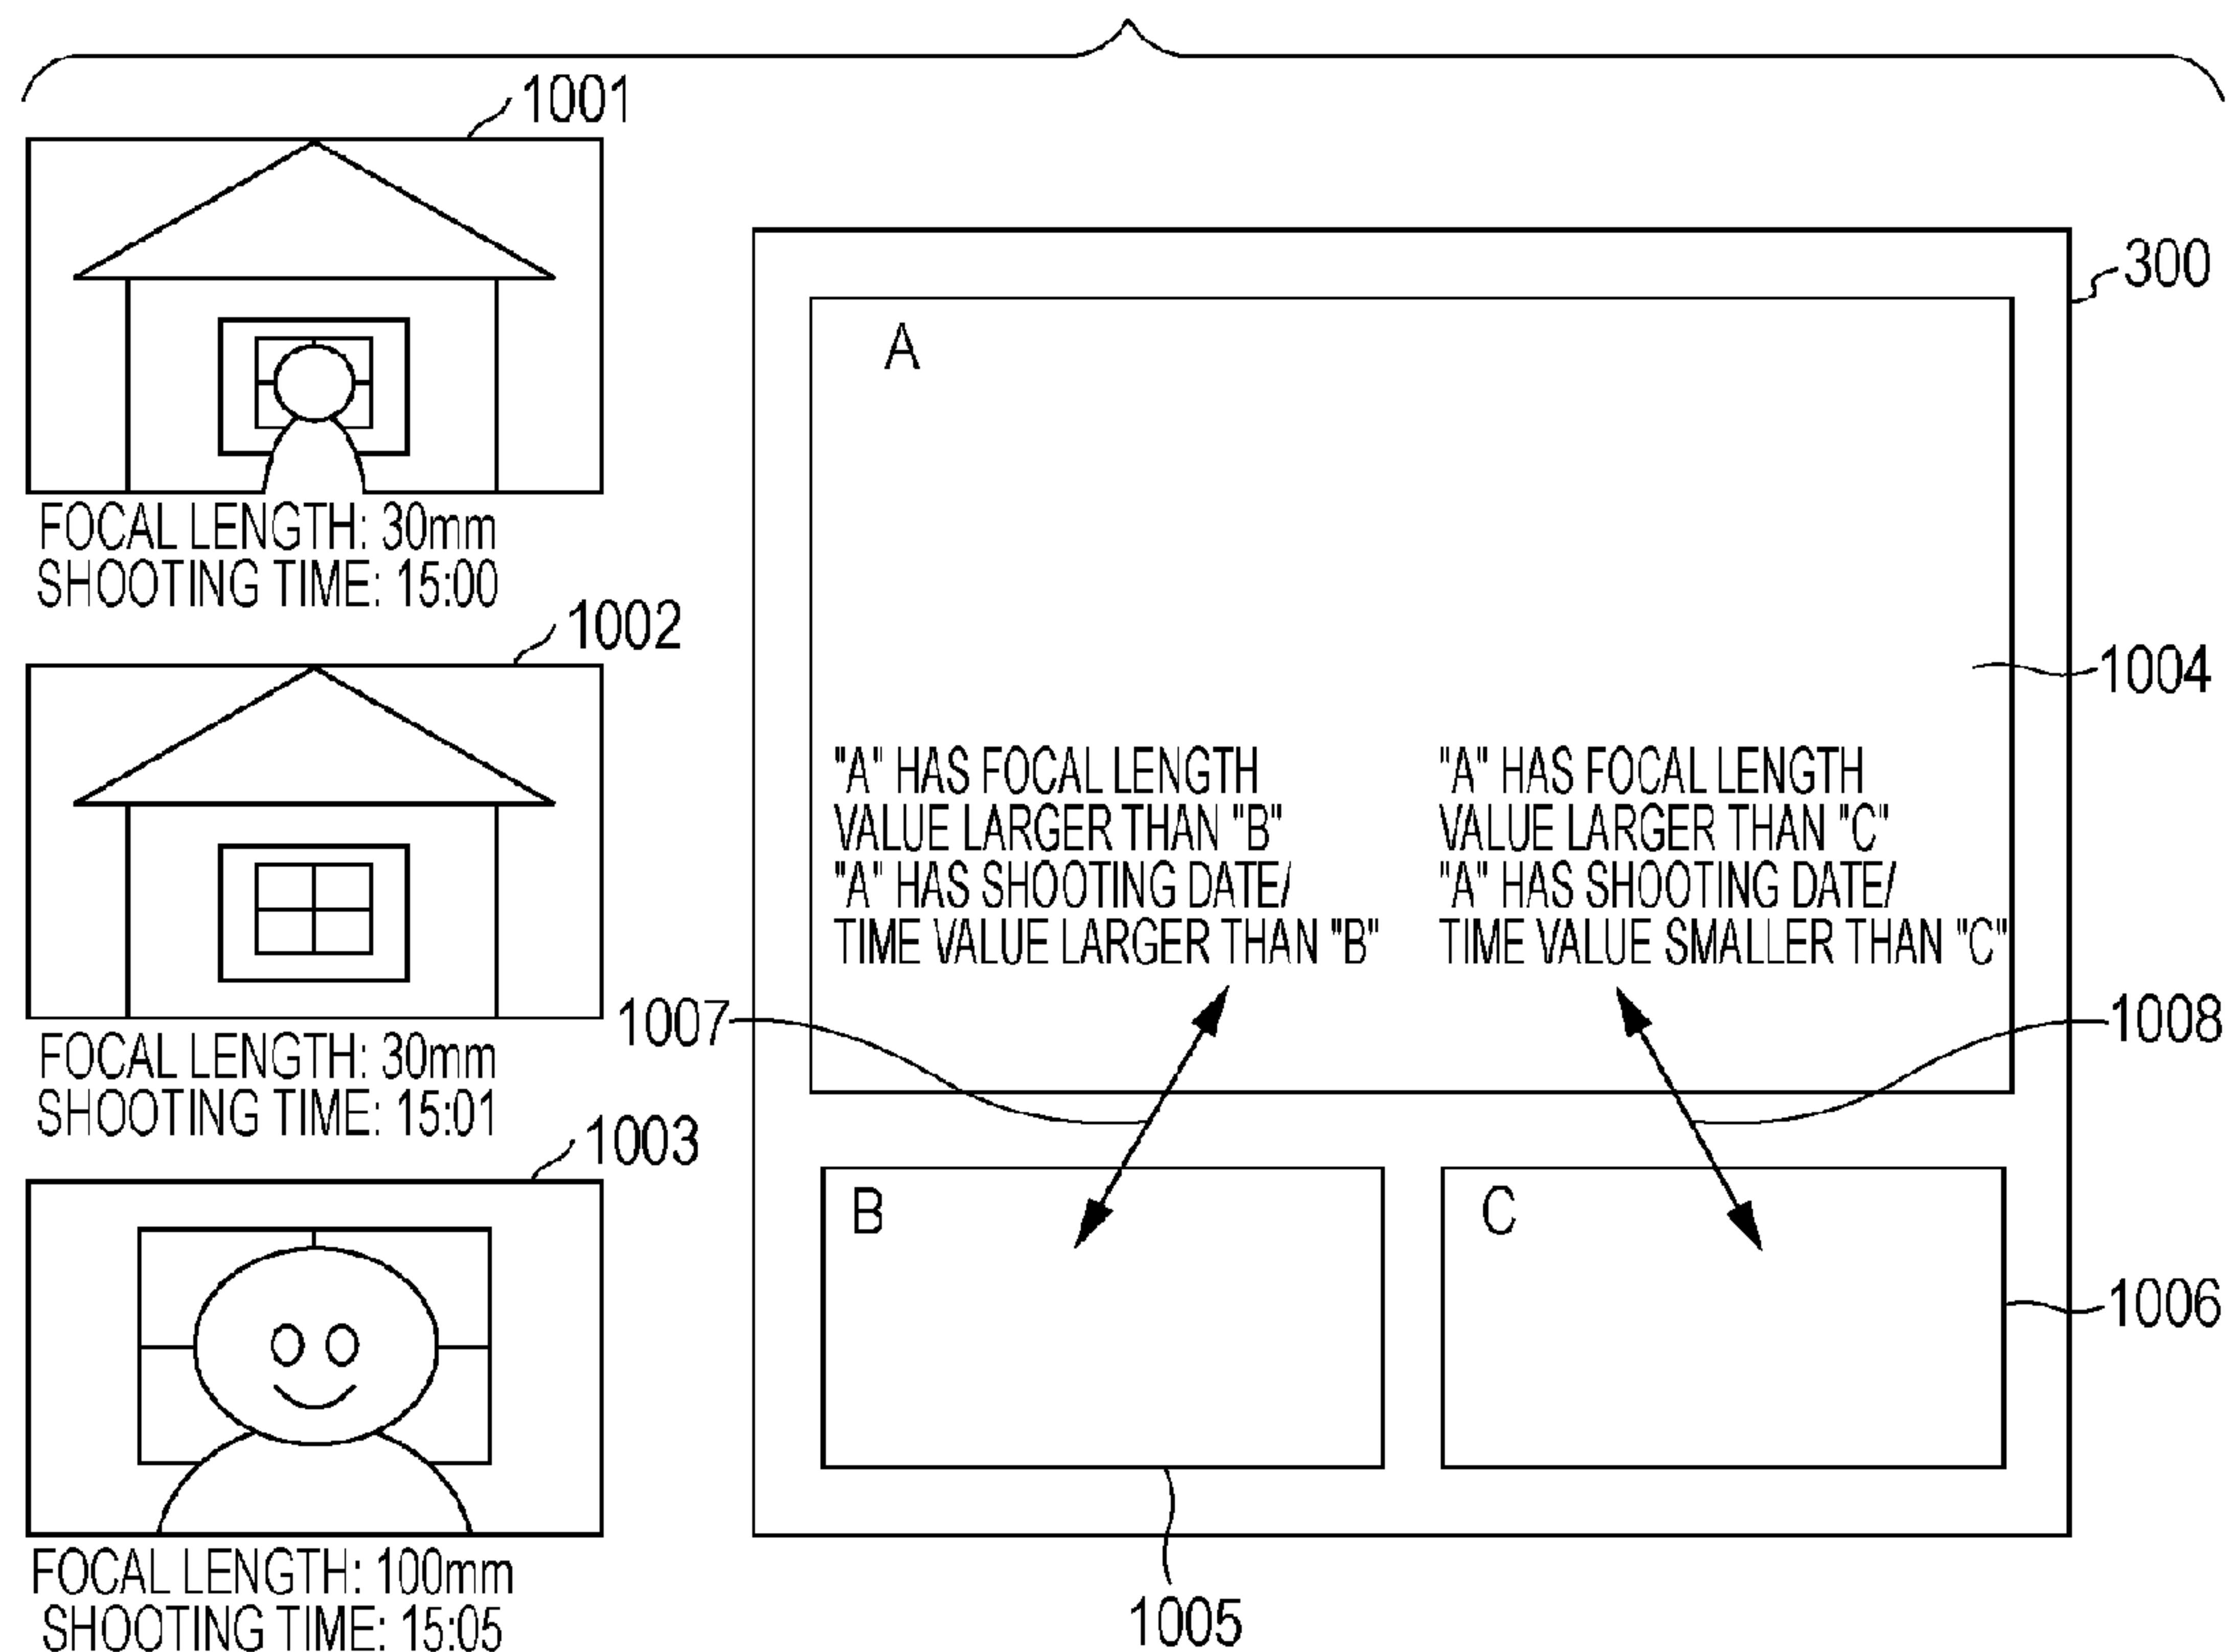 1001
FOCAL LENGTH: 30mm
SHOOTING TIME: 15:00
1002
FOCAL LENGTH: 30mm
SHOOTING TIME: 15:01
1003
FOCAL LENGTH: 100mm
SHOOTING TIME: 15:05
300
A
1004
"A" HAS FOCAL LENGTH
VALUE LARGER THAN "B"
"A" HAS SHOOTING DATE/
TIME VALUE LARGER THAN "B"
"A" HAS FOCAL LENGTH
VALUE LARGER THAN "C"
"A" HAS SHOOTING DATE/
TIME VALUE SMALLER THAN "C"
1007
1008
B
C
1006
1005